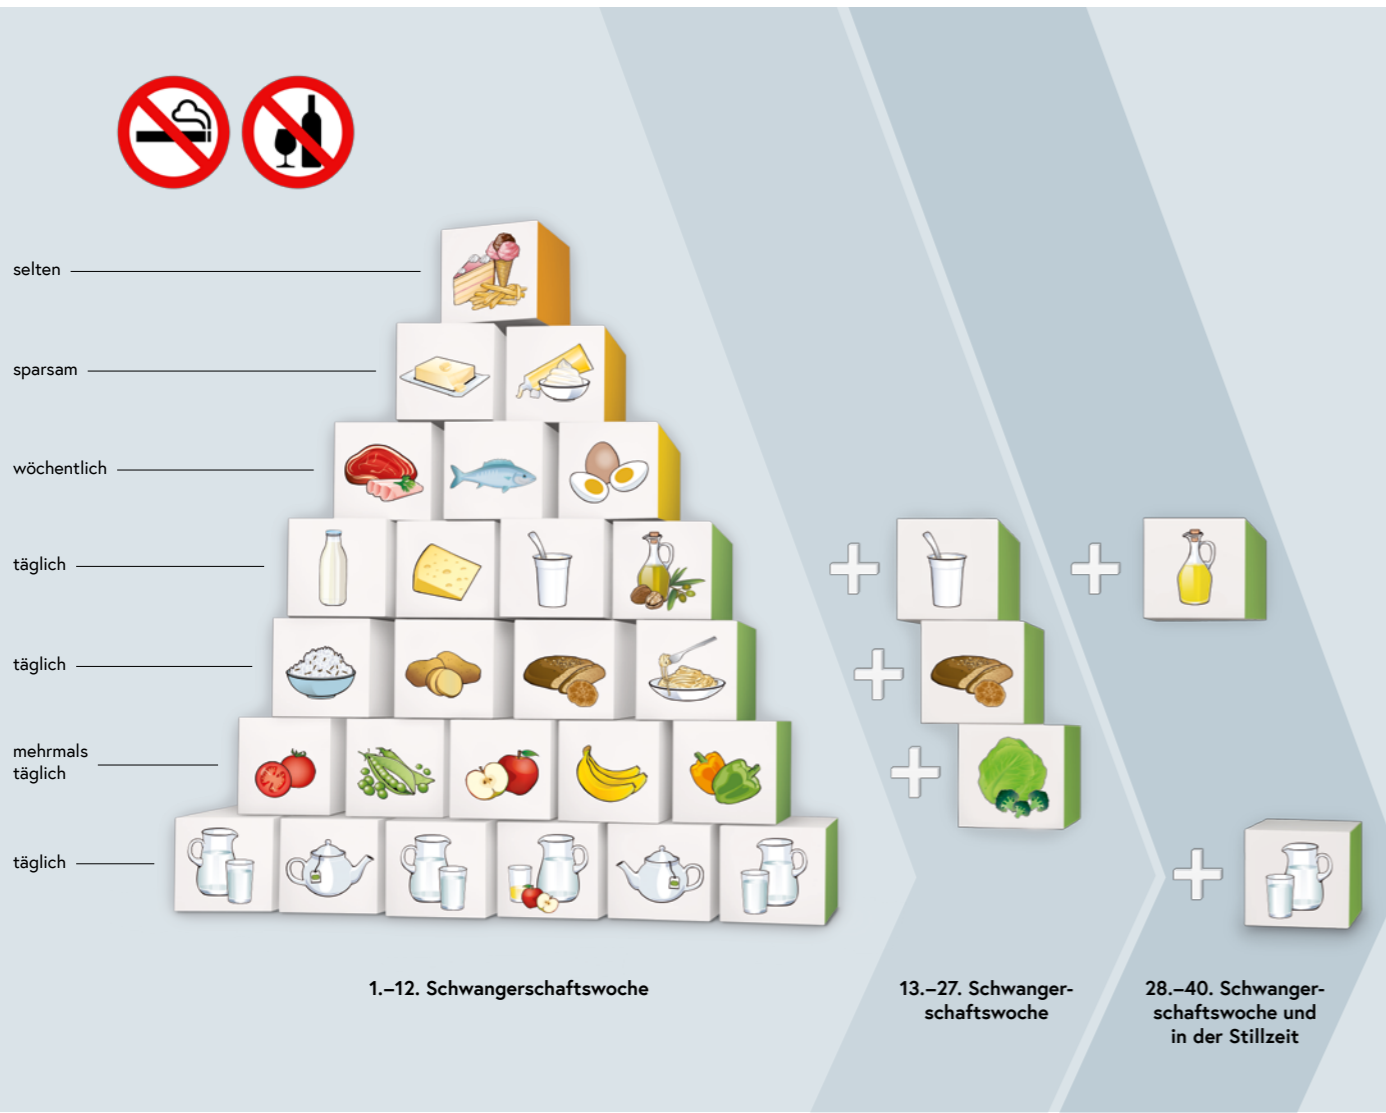 selten
sparsam
wöchentlich
täglich
täglich
mehrmals
täglich
täglich
1.–12. Schwangerschaftswoche
13.–27. Schwanger-
schaftswoche
28.–40. Schwanger-
schaftswoche und
in der Stillzeit